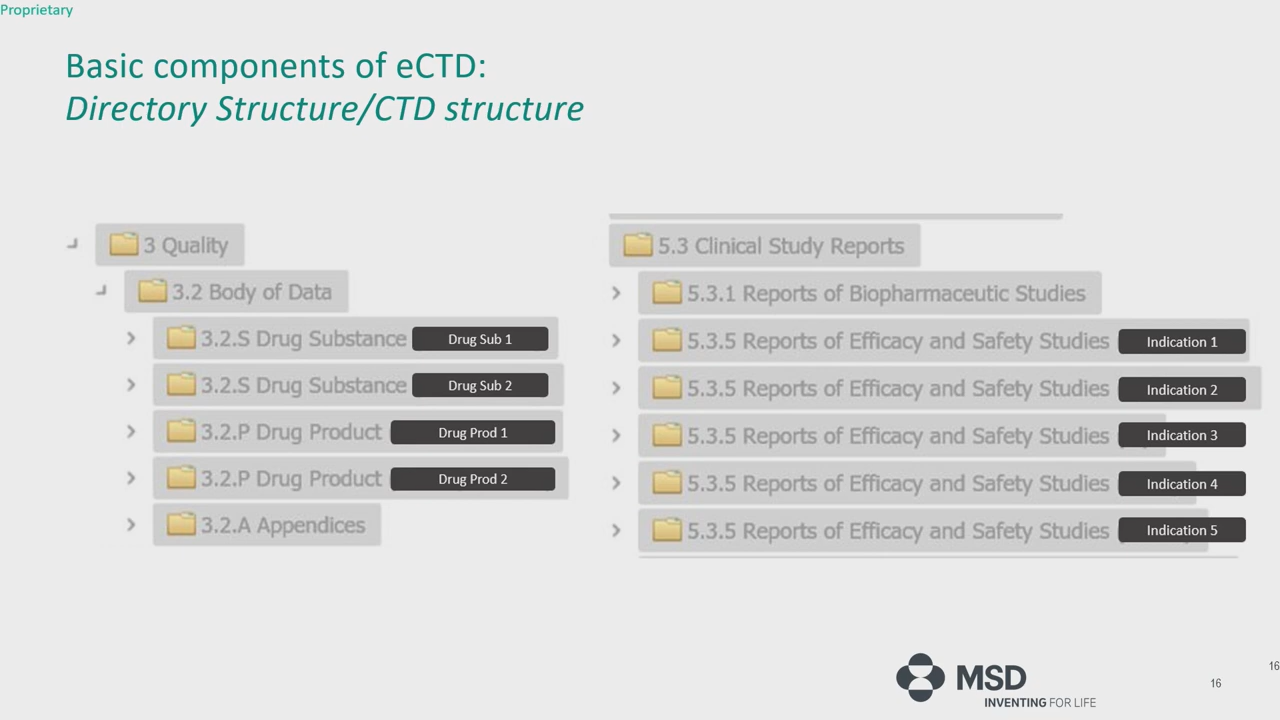 Proprietary
Basic components of eCTD:
Directory Structure/CTD structure
3 Quality
3.2 Body of Data
3.2.S Drug Substance Drug Sub 1
3.2.S Drug Substance Drug Sub 2
3.2.P Drug Product Drug Prod 1
3.2.P Drug Product Drug Prod 2
3.2.A Appendices
5.3 Clinical Study Reports
5.3.1 Reports of Biopharmaceutic Studies
5.3.5 Reports of Efficacy and Safety Studies Indication 1
5.3.5 Reports of Efficacy and Safety Studies Indication 2
5.3.5 Reports of Efficacy and Safety Studies Indication 3
5.3.5 Reports of Efficacy and Safety Studies Indication 4
5.3.5 Reports of Efficacy and Safety Studies Indication 5
MSD
INVENTING FOR LIFE
16
16